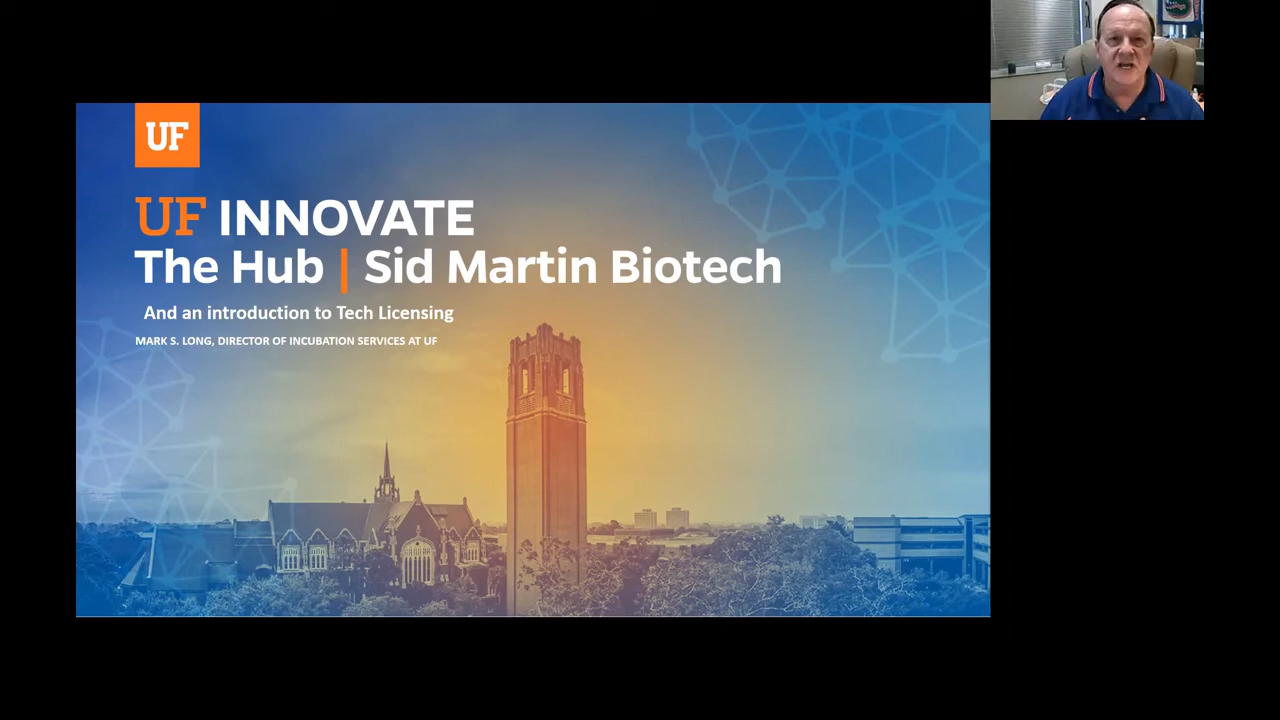 UF
UF INNOVATE
The Hub | Sid Martin Biotech
And an introduction to Tech Licensing
MARK S. LONG, DIRECTOR OF INCUBATION SERVICES AT UF